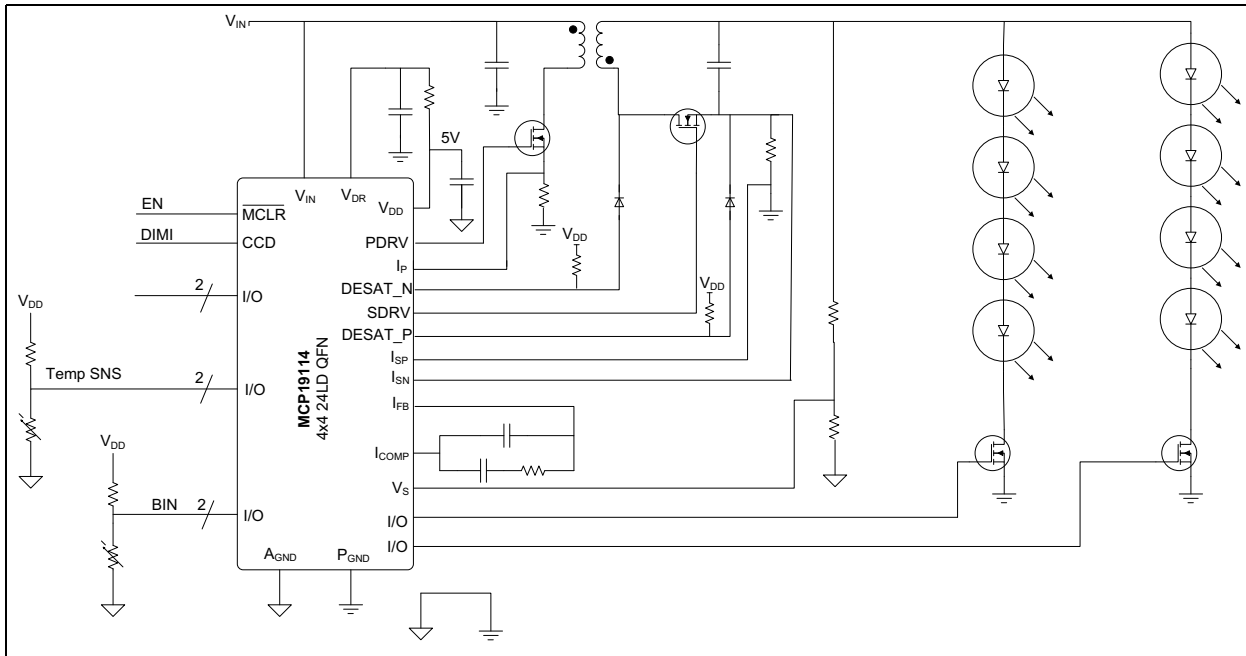 VIN
5V
VIN
VDR
VDD
EN
MCLR
DIMI
CCD
PDRV
IP
VDD
2
I/O
DESAT_N
VDD
SDRV
VDD
DESAT_P
ISP
Temp SNS
2
I/O
MCP19114
4x4 24LD QFN
ISN
IFB
VDD
ICOMP
VS
BIN
2
I/O
I/O
I/O
AGND
PGND